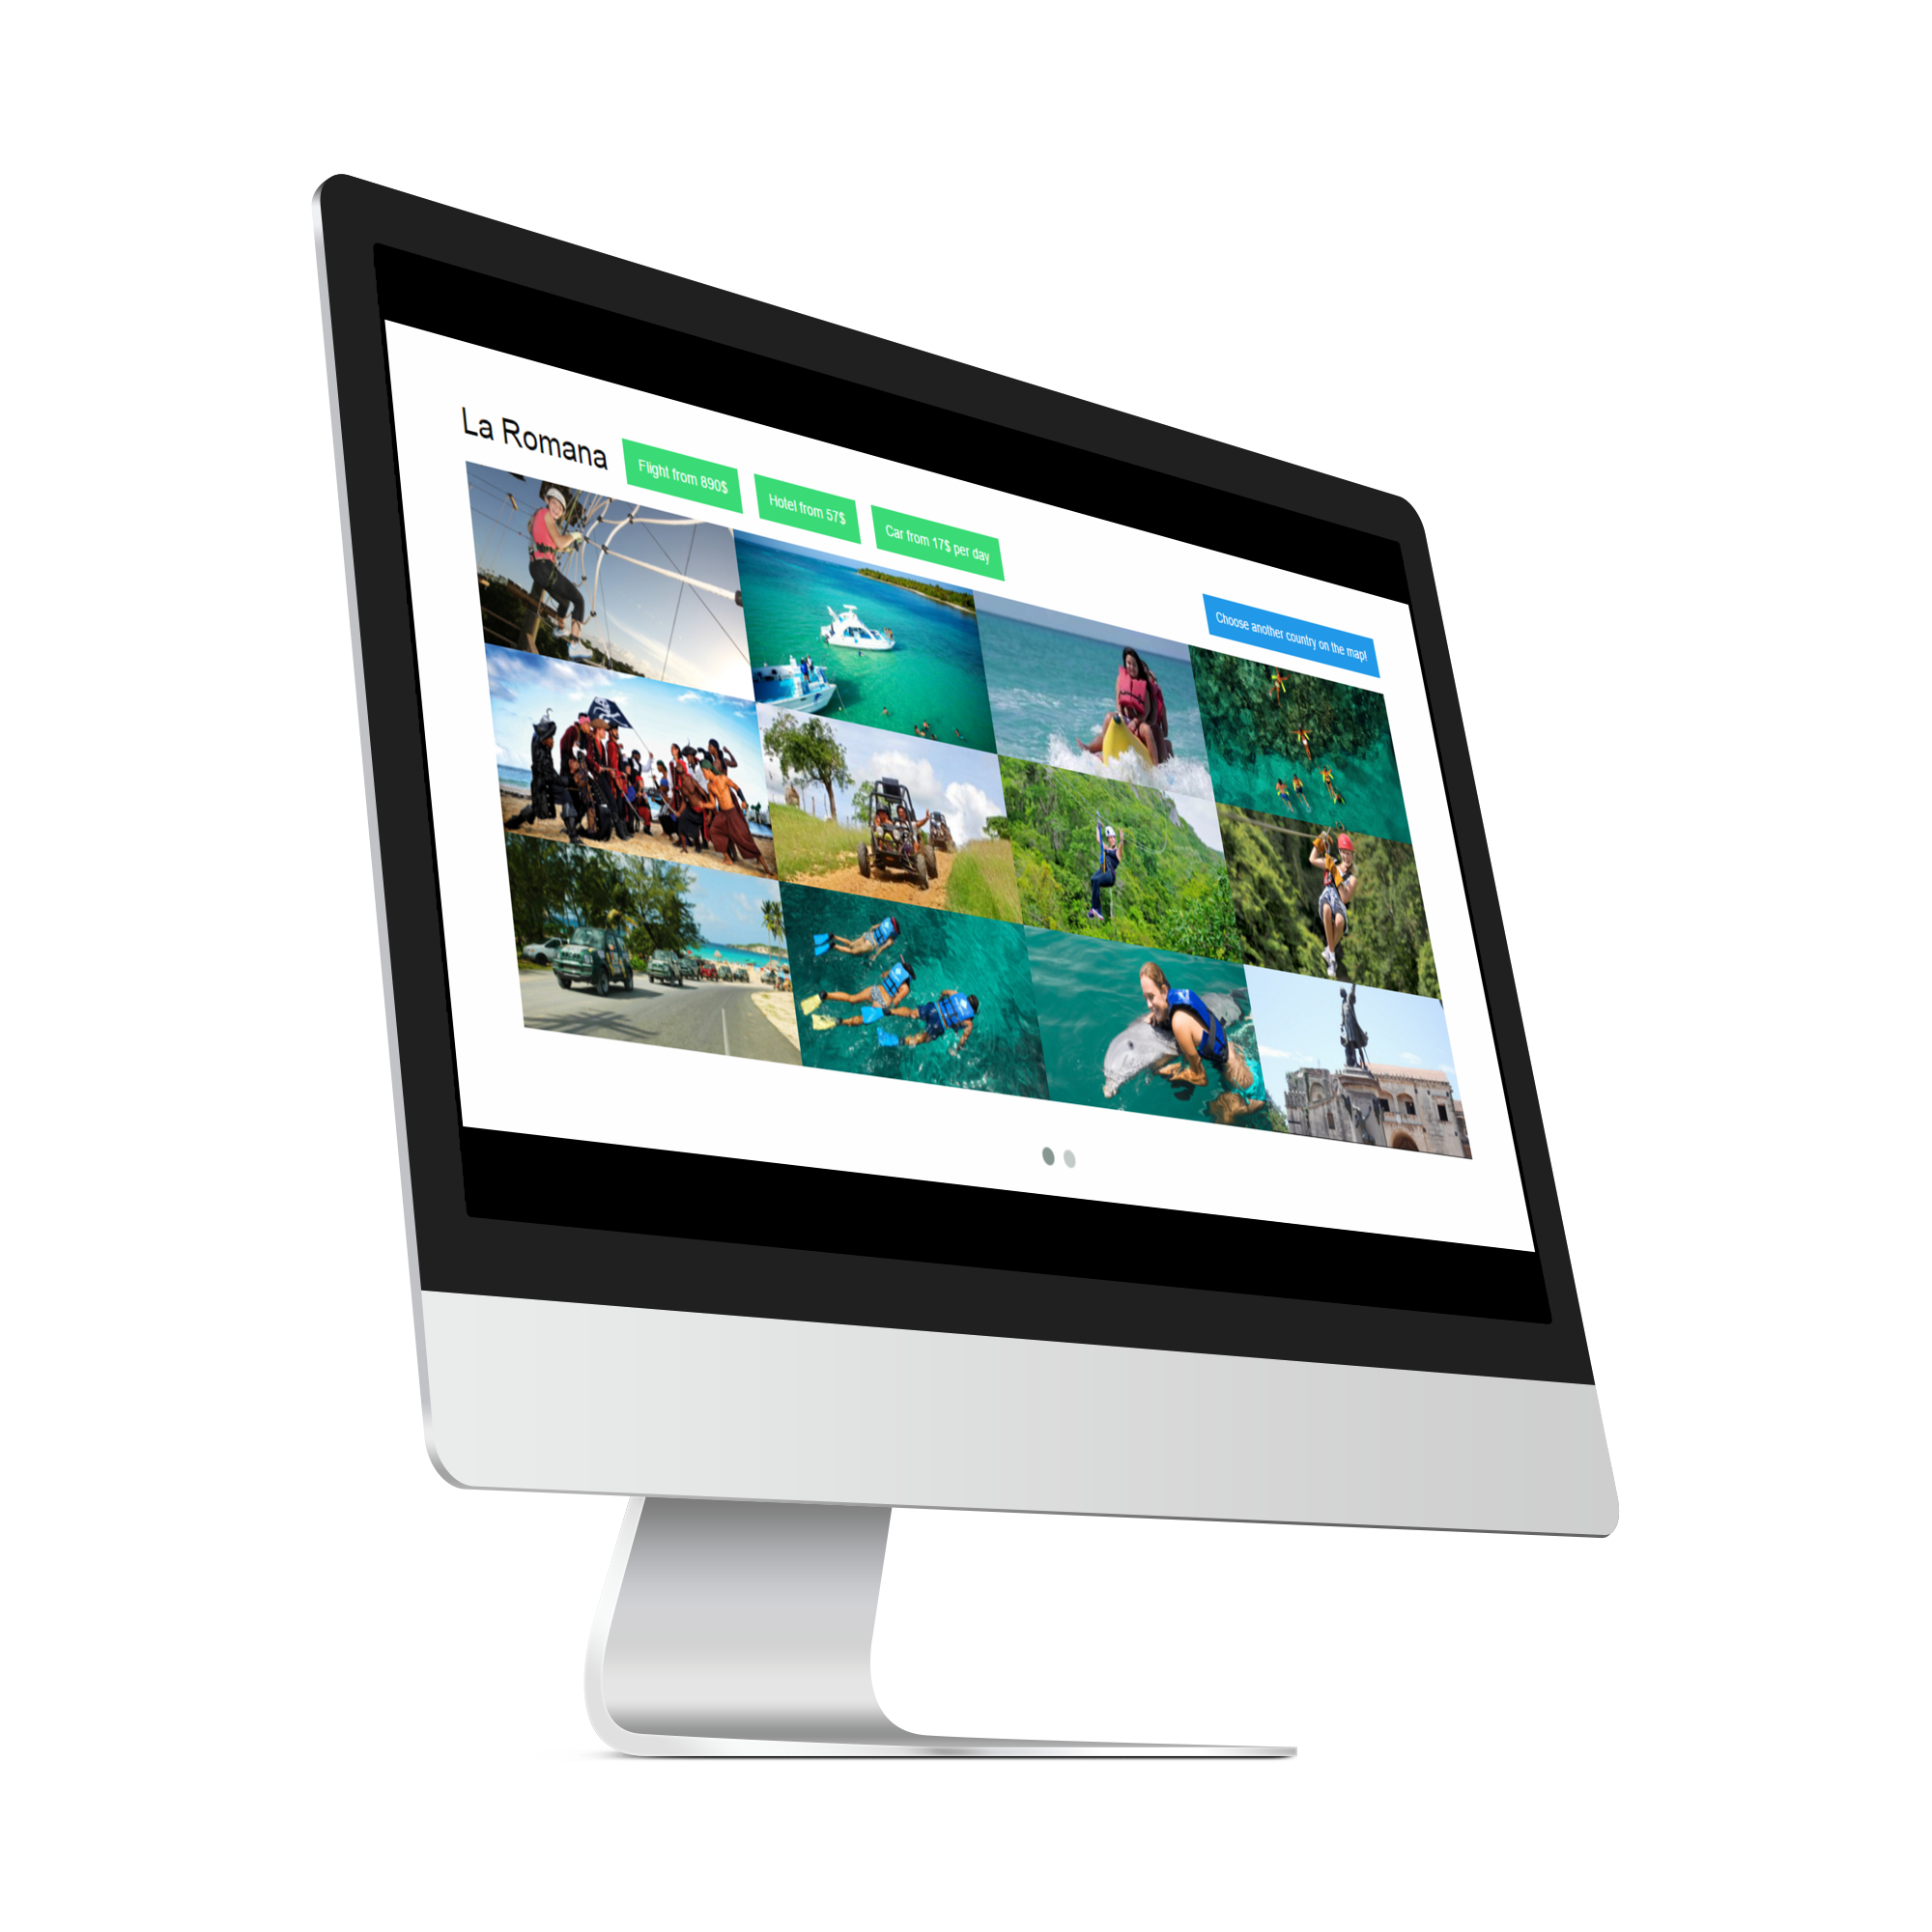 La Romana
Flight from 890$
Hotel from 57$
Car from 17$ per day
Choose another country on the map!